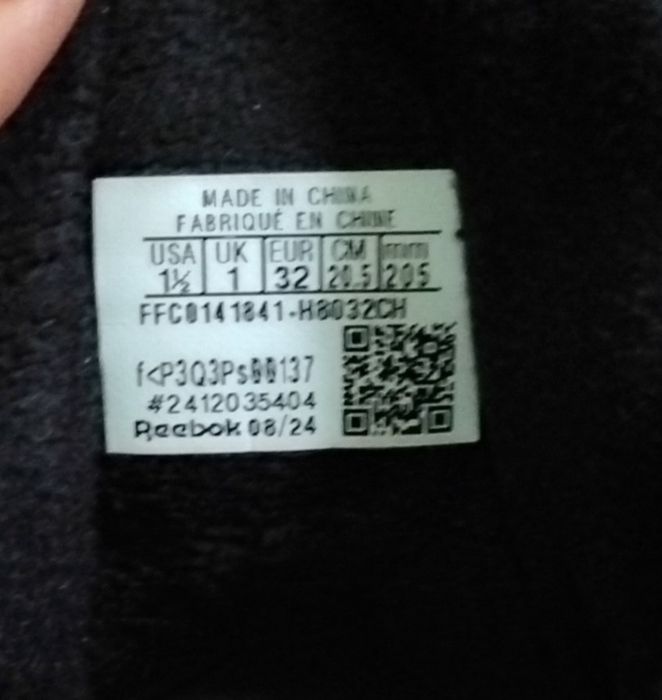 MADE IN CHINA
FABRIQUÉ EN CHINE
USA UK EUR CM mm
1½ 1 32 20.5 205
FFC0141841-H8032CH
f<P3Q3Ps00137
#2412035404
Reebok 08/24